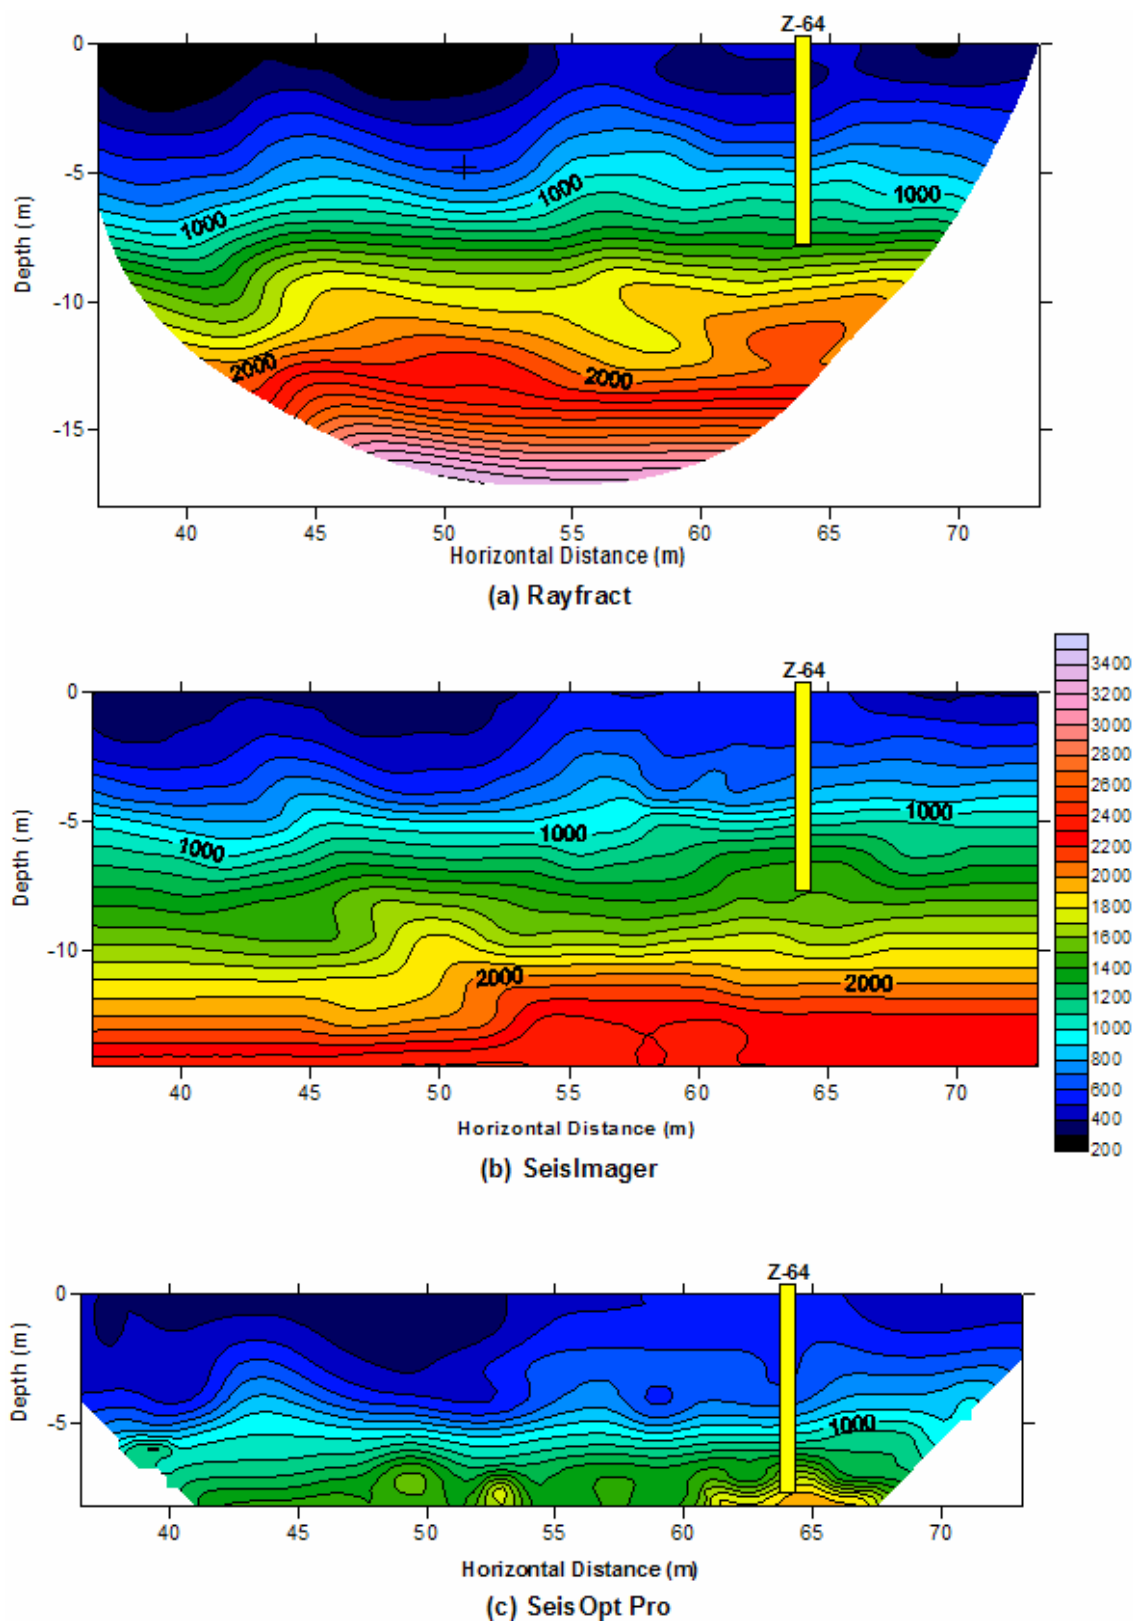 Z-64
0
-5
-10
-15
Depth (m)
1000
1000
1000
2000
2000
40 45 50 55 60 65 70
Horizontal Distance (m)
(a) Rayfract
Z-64
0
-5
-10
Depth (m)
1000
1000
1000
2000
2000
40 45 50 55 60 65 70
Horizontal Distance (m)
(b) SeisImager
3400
3200
3000
2800
2600
2400
2200
2000
1800
1600
1400
1200
1000
800
600
400
200
Z-64
0
-5
Depth (m)
1000
40 45 50 55 60 65 70
Horizontal Distance (m)
(c) SeisOpt Pro